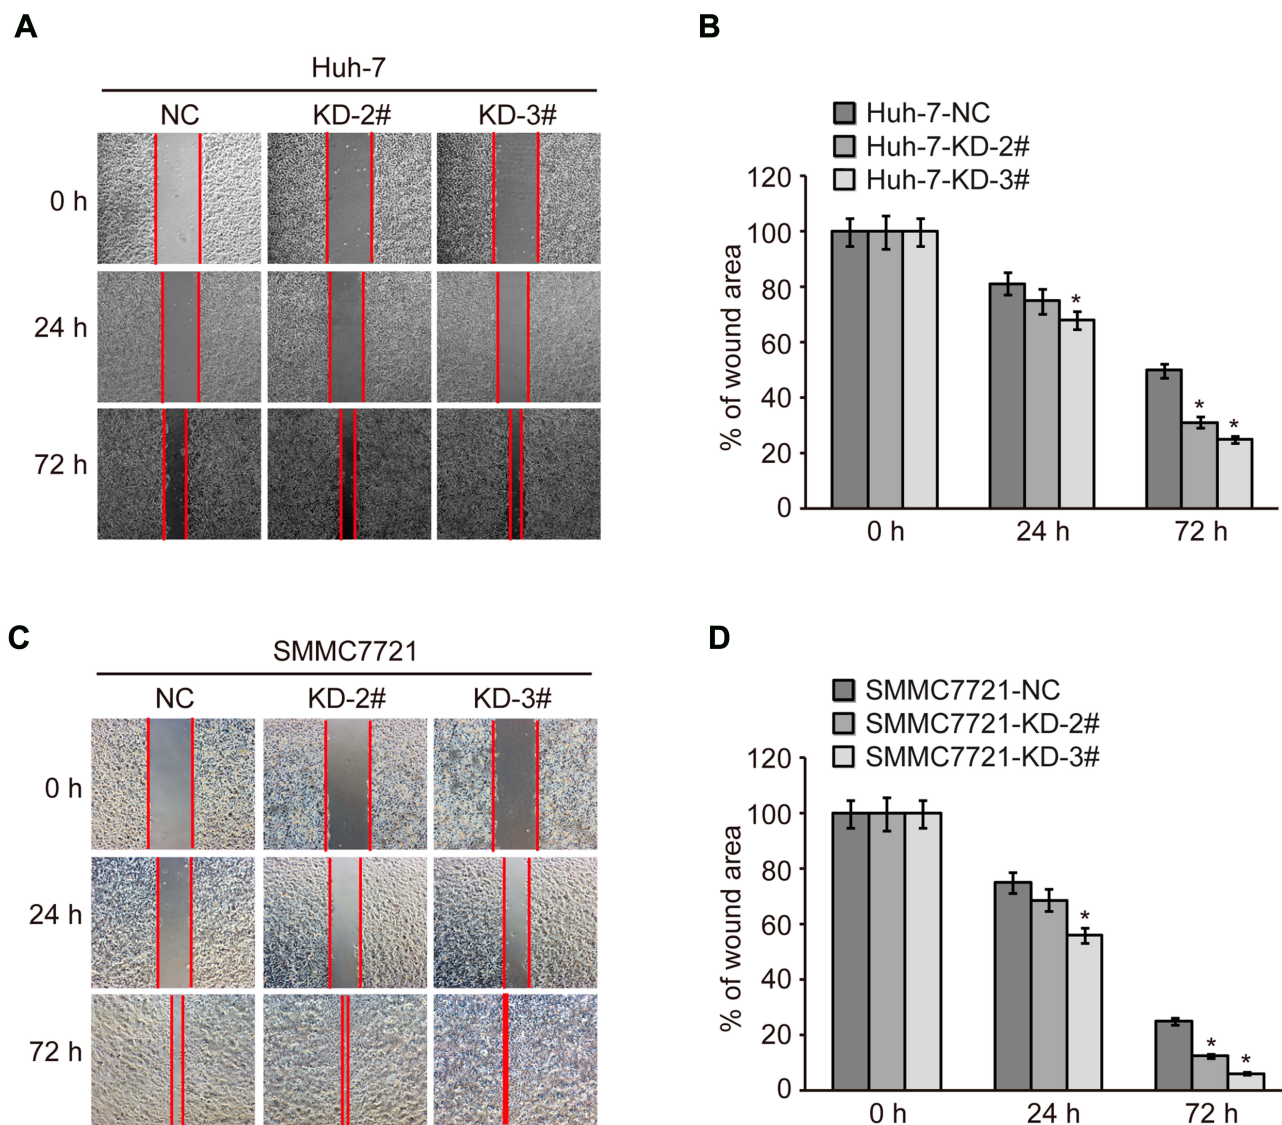 A
Huh-7
NC KD-2# KD-3#
0 h
24 h
72 h
B
Huh-7-NC
Huh-7-KD-2#
Huh-7-KD-3#
% of wound area
120
100
80
60
40
20
0
*
* *
0 h 24 h 72 h
C
SMMC7721
NC KD-2# KD-3#
0 h
24 h
72 h
D
SMMC7721-NC
SMMC7721-KD-2#
SMMC7721-KD-3#
% of wound area
120
100
80
60
40
20
0
*
* *
0 h 24 h 72 h